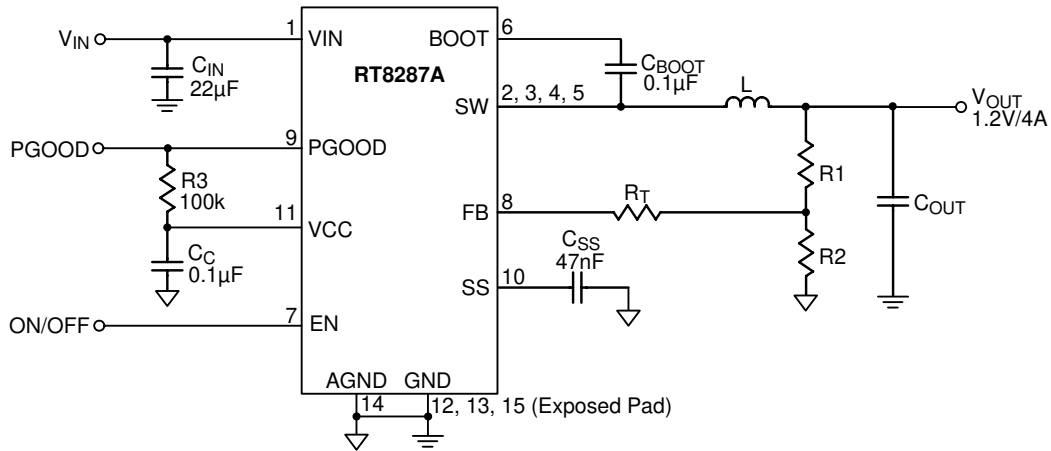 VIN
CIN
22µF
1
VIN
RT8287A
BOOT
6
CBOOT
0.1µF
SW
2, 3, 4, 5
L
VOUT
1.2V/4A
PGOOD
9
PGOOD
R3
100k
11
VCC
CC
0.1µF
FB
8
RT
R1
R2
COUT
CSS
47nF
SS
10
ON/OFF
7
EN
AGND
GND
14
12, 13, 15 (Exposed Pad)